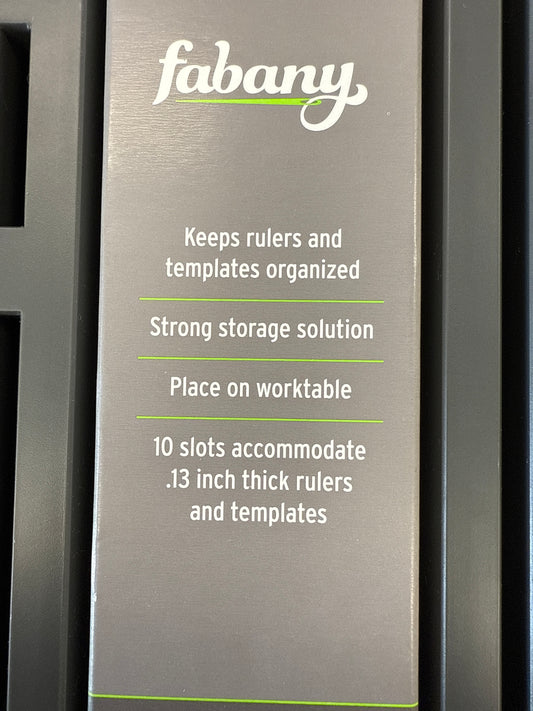 fabany
Keeps rulers and
templates organized
Strong storage solution
Place on worktable
10 slots accommodate
.13 inch thick rulers
and templates